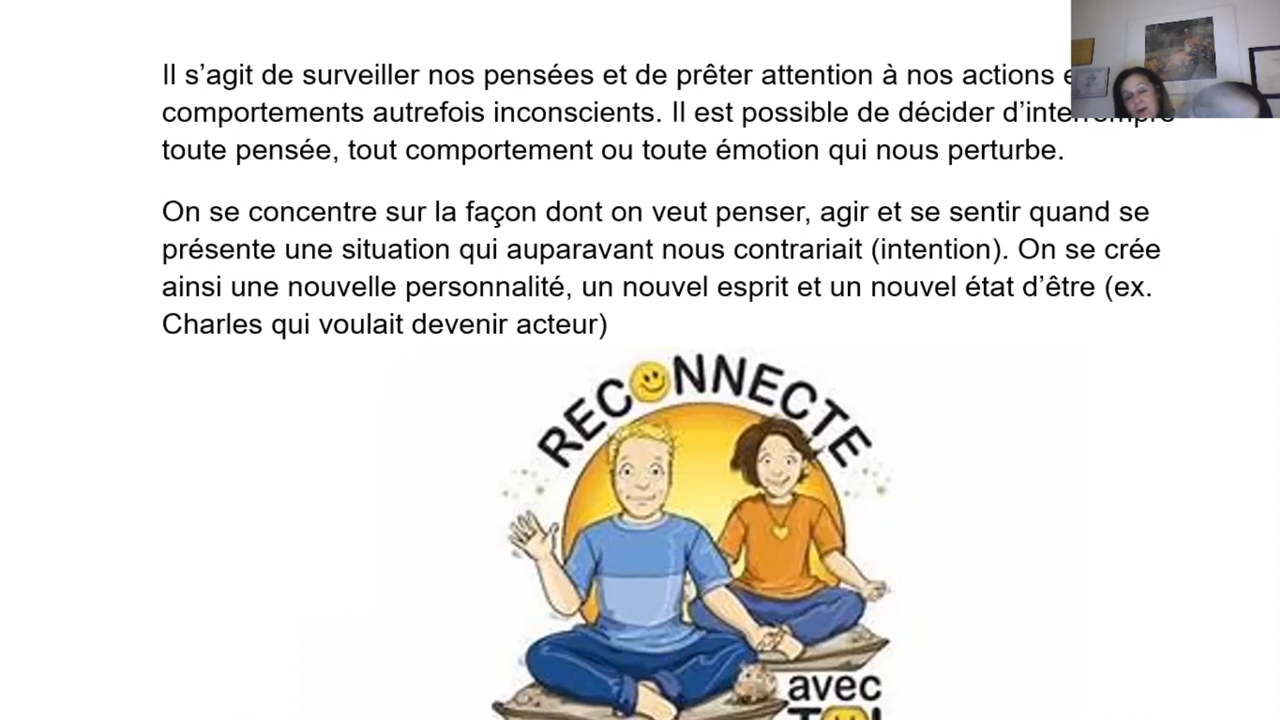 Il s’agit de surveiller nos pensées et de prêter attention à nos actions
comportements autrefois inconscients. Il est possible de décider d’interrompre
toute pensée, tout comportement ou toute émotion qui nous perturbe.
On se concentre sur la façon dont on veut penser, agir et se sentir quand se
présente une situation qui auparavant nous contrariait (intention). On se crée
ainsi une nouvelle personnalité, un nouvel esprit et un nouvel état d’être (ex.
Charles qui voulait devenir acteur)
RECONNECTE
avec
TOI